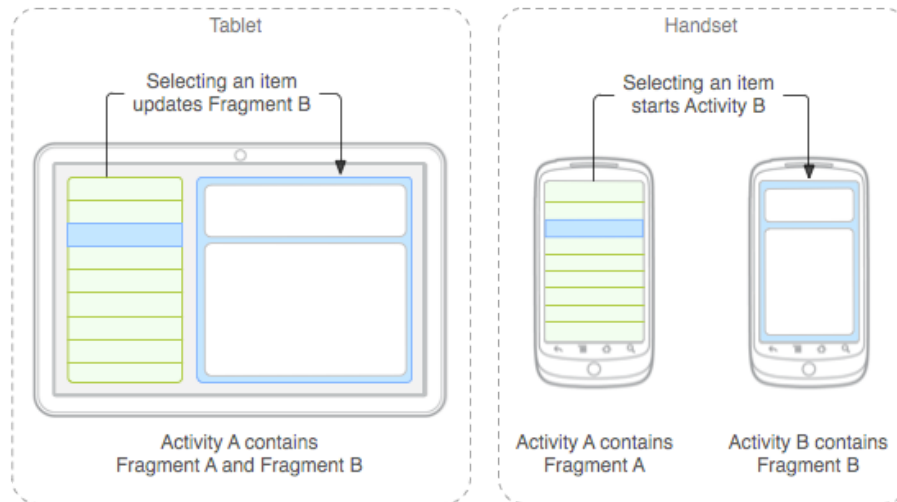 Tablet
Selecting an item
updates Fragment B
Activity A contains
Fragment A and Fragment B
Handset
Selecting an item
starts Activity B
Activity A contains
Fragment A
Activity B contains
Fragment B